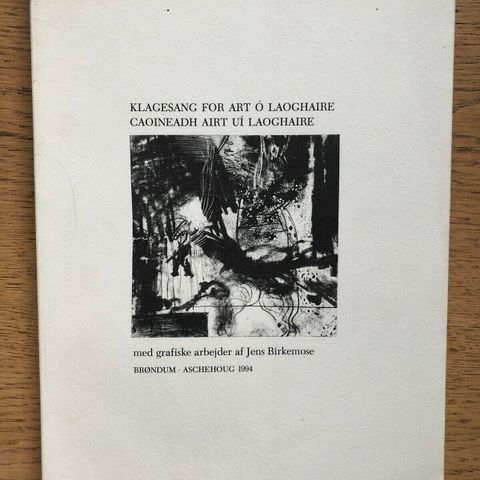 KLAGESANG FOR ART Ó LAOGHAIRE
CAOINEADH AIRT UÍ LAOGHAIRE
med grafiske arbejder af Jens Birkemose
BRØNDUM · ASCHEHOUG 1994